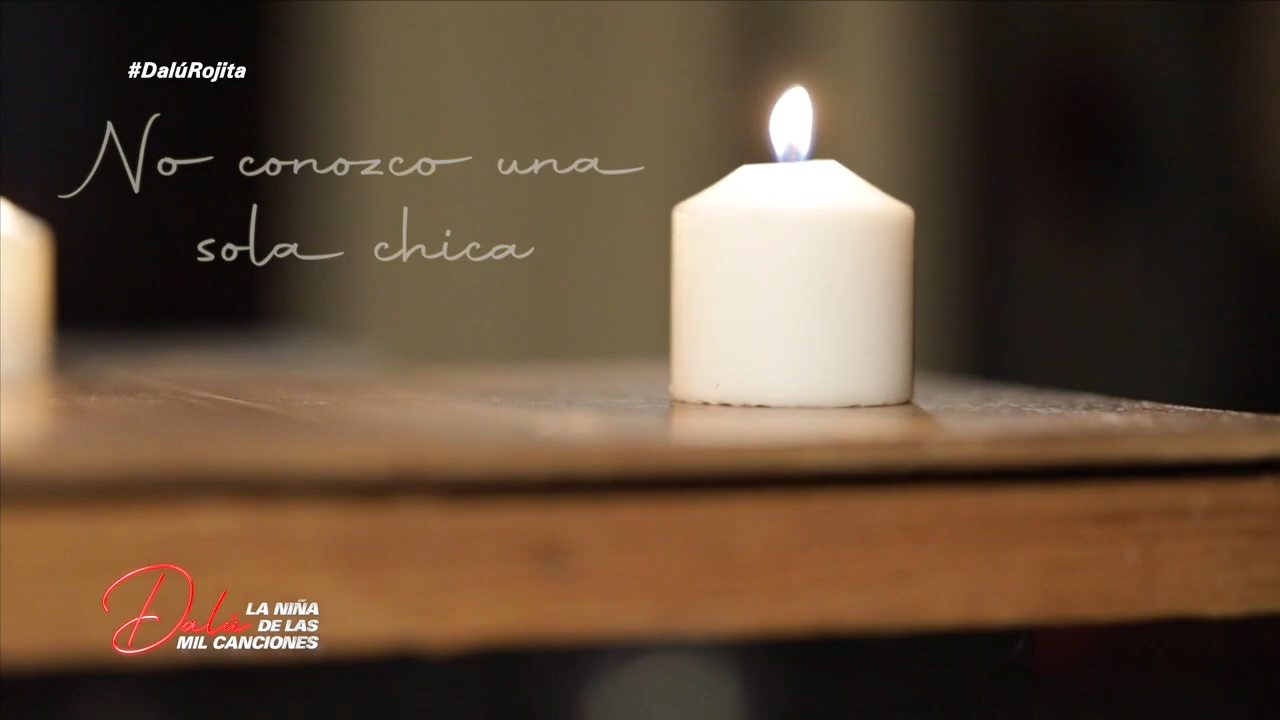 #DalúRojita
No conozco una
sola chica
Dalú LA NIÑA
DE LAS
MIL CANCIONES